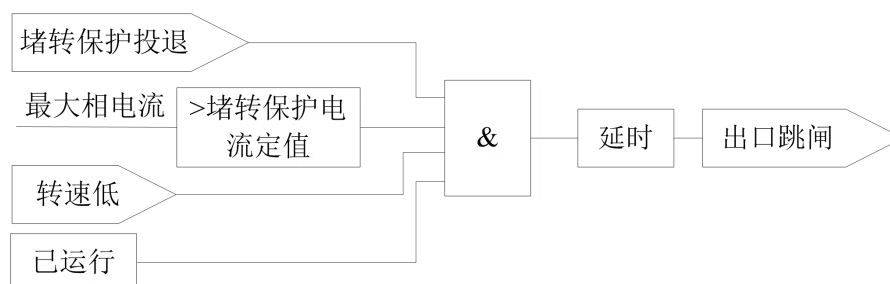 堵转保护投退
最大相电流
>堵转保护电
流定值
转速低
已运行
&
延时
出口跳闸